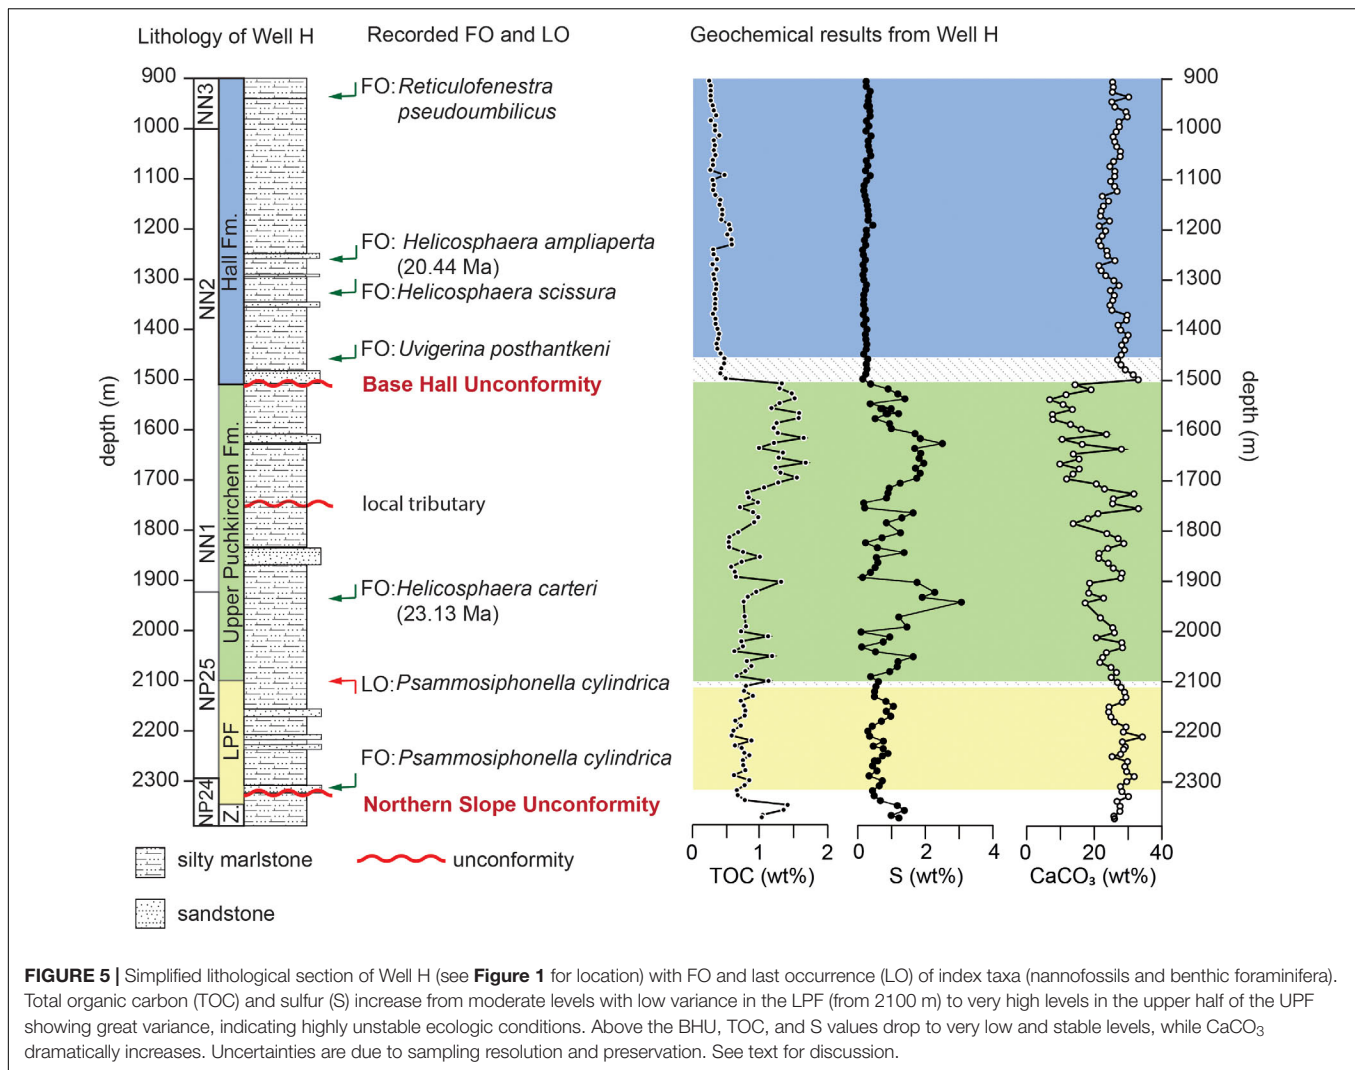 Lithology of Well H
Recorded FO and LO
Geochemical results from Well H
900
1000
1100
1200
1300
1400
1500
1600
1700
1800
1900
2000
2100
2200
2300
depth (m)
NN3
NN2
NN1
NP25
NP24
Hall Fm.
Upper Puchkirchen Fm.
LPF
Z.
FO: Reticulofenestra
pseudoumbilicus
FO: Helicosphaera ampliaperta
(20.44 Ma)
FO: Helicosphaera scissura
FO: Uvigerina posthantkeni
Base Hall Unconformity
local tributary
FO: Helicosphaera carteri
(23.13 Ma)
LO: Psammosiphonella cylindrica
FO: Psammosiphonella cylindrica
Northern Slope Unconformity
900
1000
1100
1200
1300
1400
1500
1600
1700
1800
1900
2000
2100
2200
2300
depth (m)
0 1 2
TOC (wt%)
0 2 4
S (wt%)
0 20 40
CaCO₃ (wt%)
silty marlstone
unconformity
sandstone
FIGURE 5 | Simplified lithological section of Well H (see Figure 1 for location) with FO and last occurrence (LO) of index taxa (nannofossils and benthic foraminifera).
Total organic carbon (TOC) and sulfur (S) increase from moderate levels with low variance in the LPF (from 2100 m) to very high levels in the upper half of the UPF
showing great variance, indicating highly unstable ecologic conditions. Above the BHU, TOC, and S values drop to very low and stable levels, while CaCO₃
dramatically increases. Uncertainties are due to sampling resolution and preservation. See text for discussion.